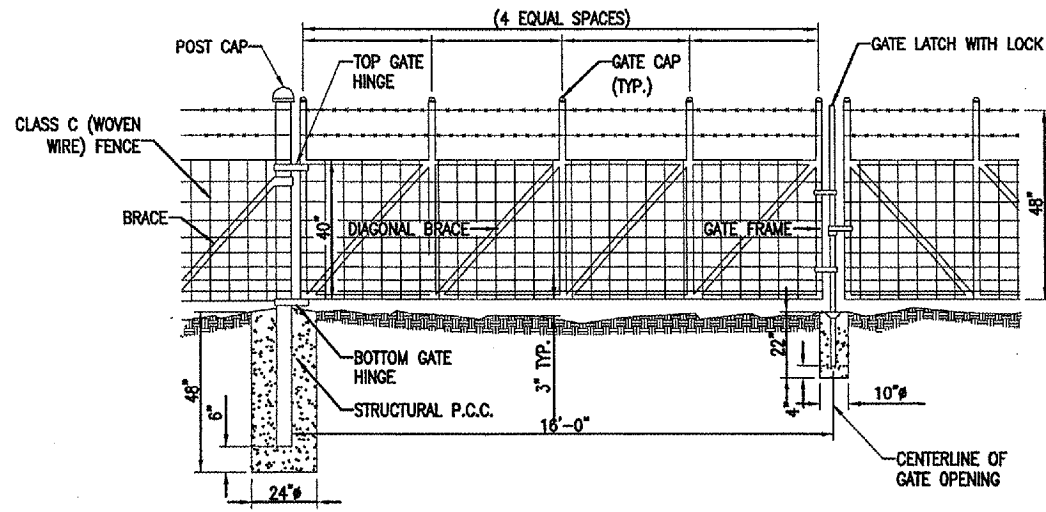 (4 EQUAL SPACES)
POST CAP
TOP GATE
HINGE
GATE CAP
(TYP.)
GATE LATCH WITH LOCK
CLASS C (WOVEN
WIRE) FENCE
BRACE
40"
DIAGONAL BRACE
GATE FRAME
48"
BOTTOM GATE
HINGE
STRUCTURAL P.C.C.
48"
6"
24"ø
3" TYP.
16'-0"
22"
4"
10"ø
CENTERLINE OF
GATE OPENING